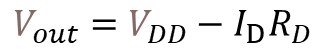 V_out = V_DD − I_D R_D